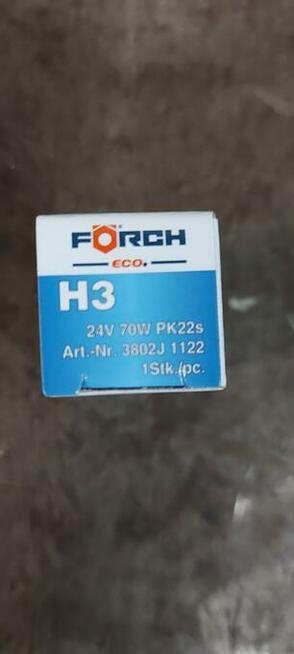 FÖRCH
ECO.
H3
24V 70W PK22s
Art.-Nr. 3802J 1122
1Stk./pc.